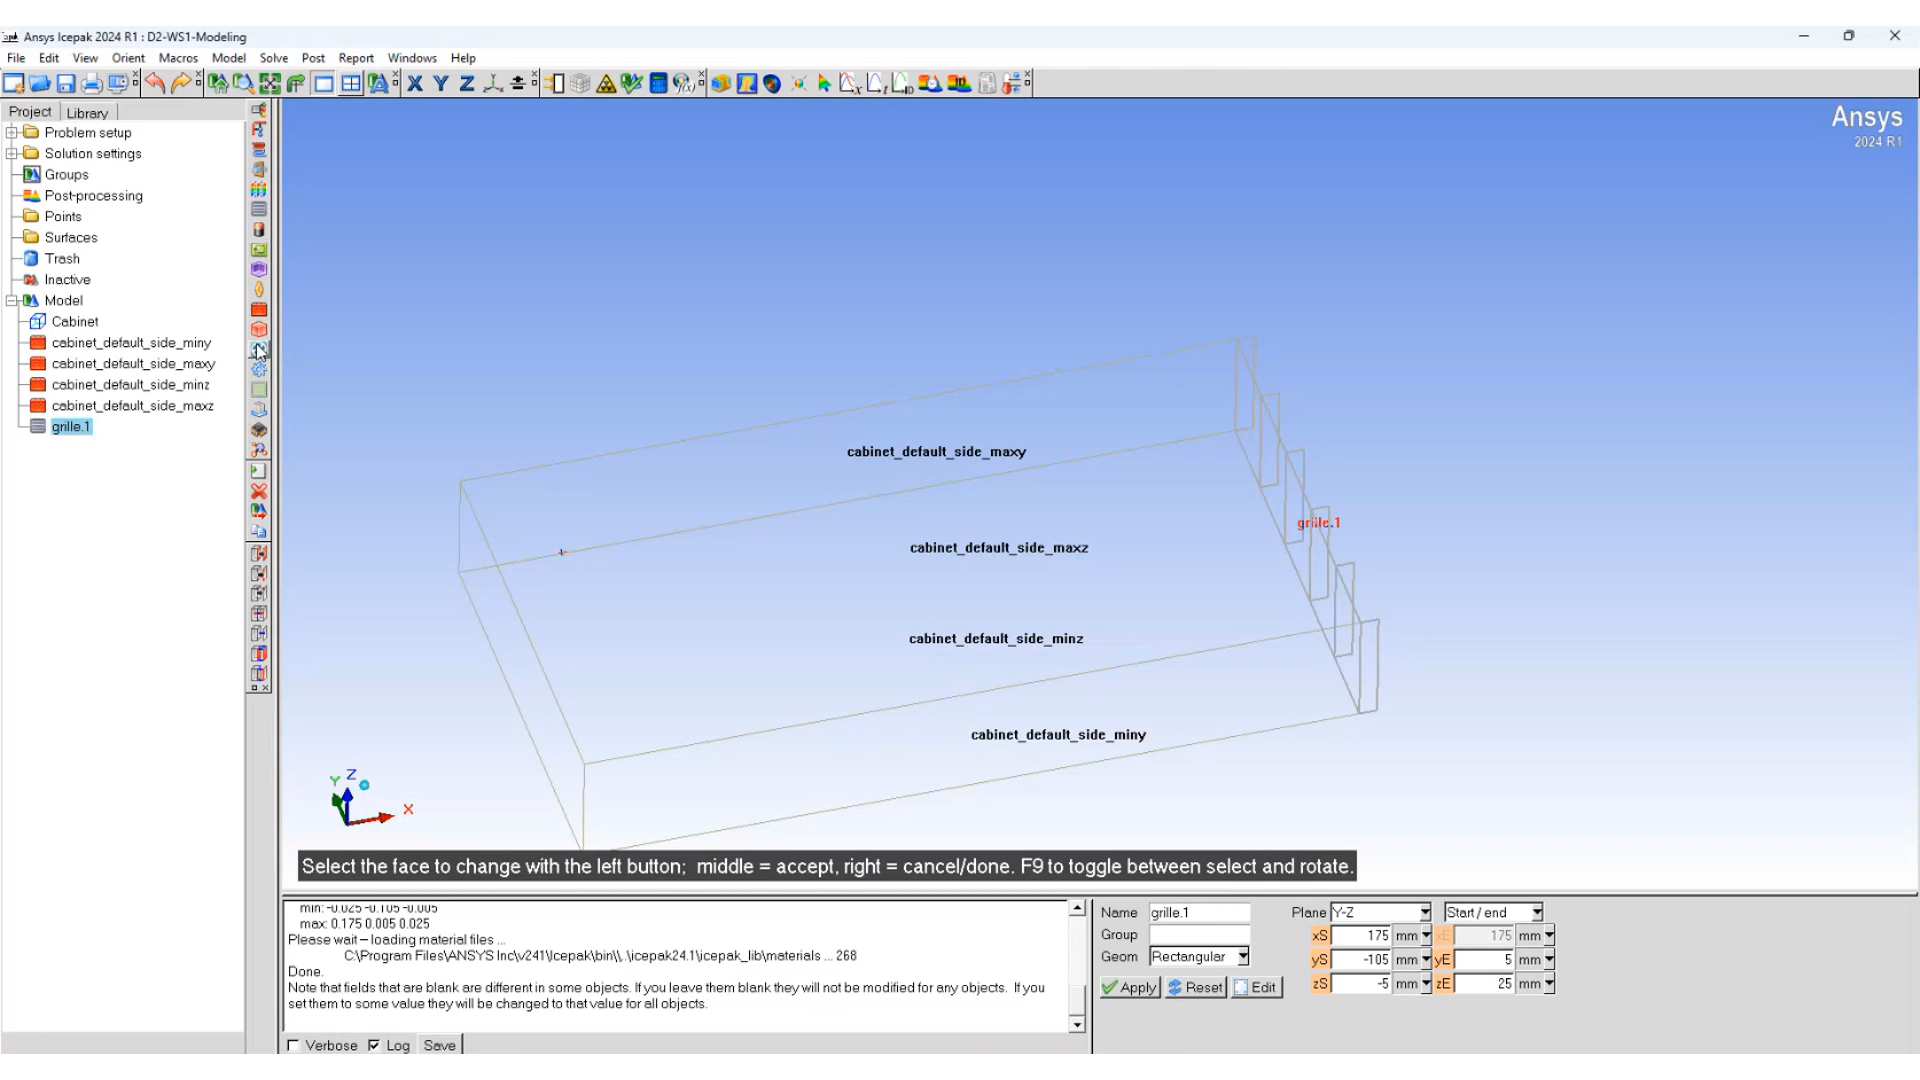 Ansys Icepak 2024 R1 : D2-WS1-Modeling
File Edit View Orient Macros Model Solve Post Report Windows Help
X Y Z
Project Library
Problem setup
Solution settings
Groups
Post-processing
Points
Surfaces
Trash
Inactive
Model
Cabinet
cabinet_default_side_miny
cabinet_default_side_maxy
cabinet_default_side_minz
cabinet_default_side_maxz
grille.1
Ansys
2024 R1
cabinet_default_side_maxy
grille.1
cabinet_default_side_maxz
cabinet_default_side_minz
cabinet_default_side_miny
Y Z
X
Select the face to change with the left button; middle = accept, right = cancel/done. F9 to toggle between select and rotate.
min: -0.025 -0.105 -0.005
max: 0.175 0.005 0.025
Please wait – loading material files ...
C:\Program Files\ANSYS Inc\v241\Icepak\bin\\..\icepak24.1\icepak_lib\materials ... 268
Done.
Note that fields that are blank are different in some objects. If you leave them blank they will not be modified for any objects. If you
set them to some value they will be changed to that value for all objects.
Verbose Log Save
Name grille.1 Plane Y-Z Start / end
Group xS 175 mm xE 175 mm
Geom Rectangular yS -105 mm yE 5 mm
Apply Reset Edit zS -5 mm zE 25 mm